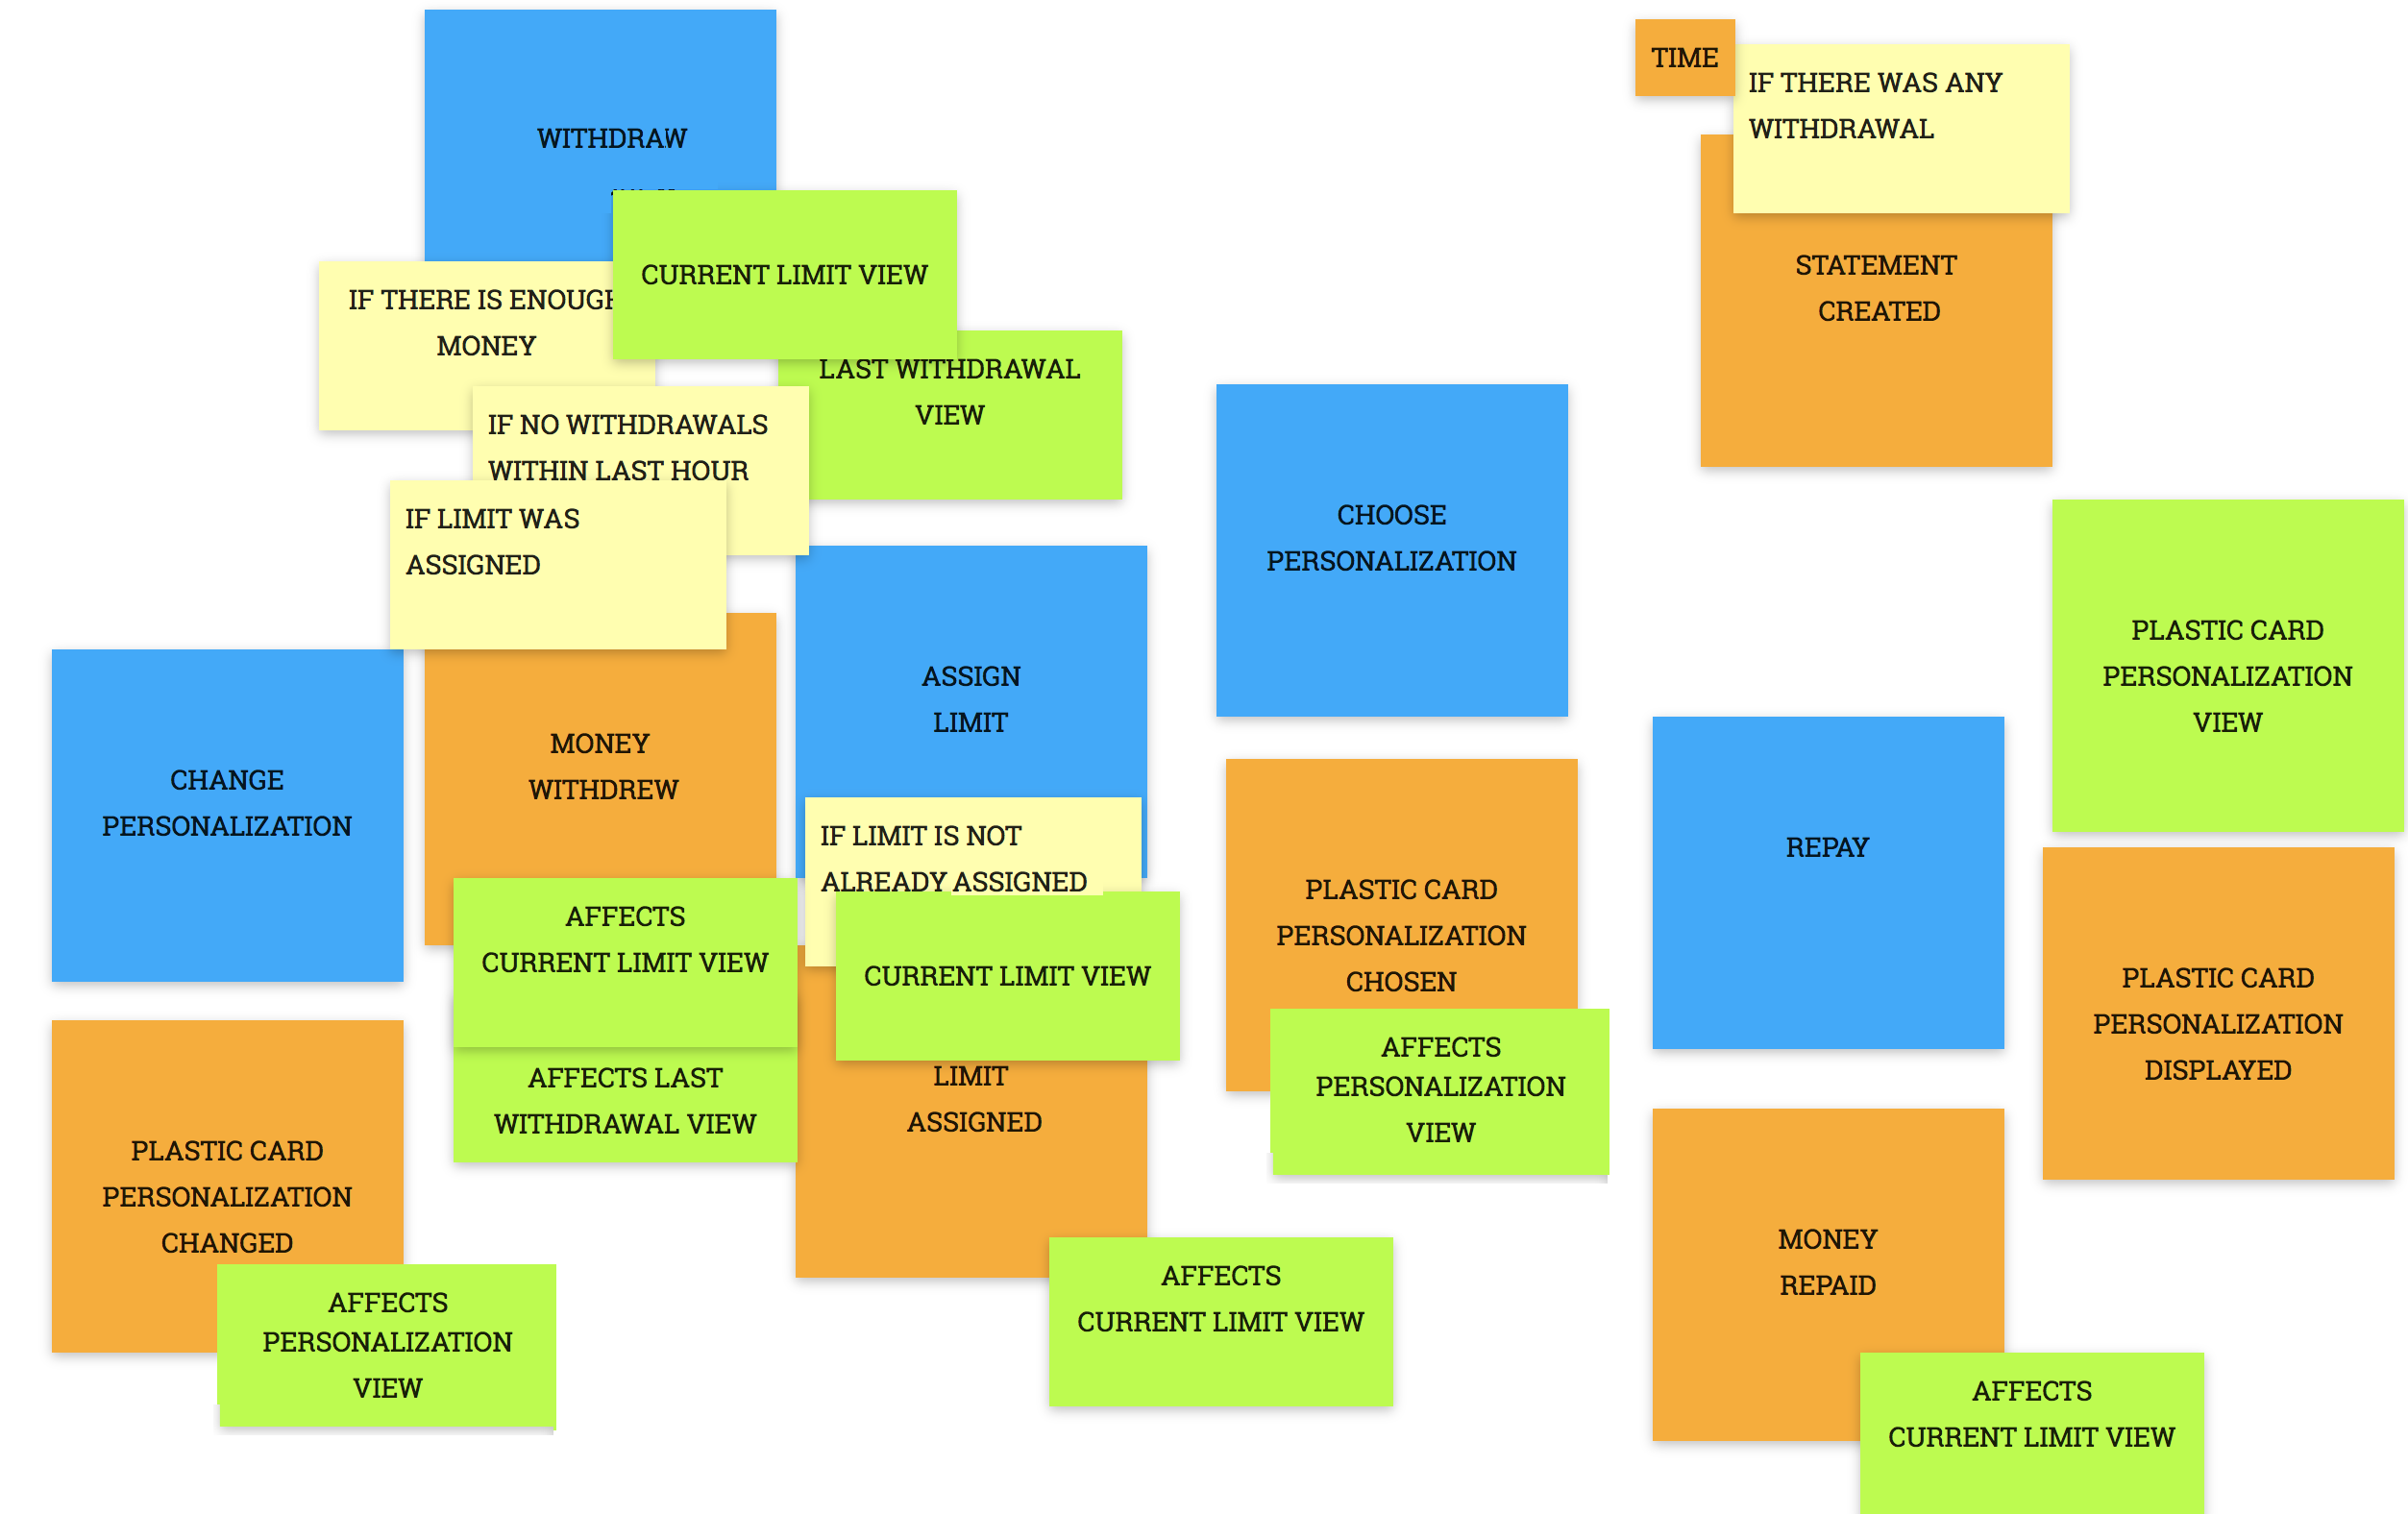 WITHDRAW
CURRENT LIMIT VIEW
IF THERE IS ENOUGH
MONEY
LAST WITHDRAWAL
VIEW
IF NO WITHDRAWALS
WITHIN LAST HOUR
IF LIMIT WAS
ASSIGNED
MONEY
WITHDREW
AFFECTS
CURRENT LIMIT VIEW
AFFECTS LAST
WITHDRAWAL VIEW
CHANGE
PERSONALIZATION
PLASTIC CARD
PERSONALIZATION
CHANGED
AFFECTS
PERSONALIZATION
VIEW
ASSIGN
LIMIT
IF LIMIT IS NOT
ALREADY ASSIGNED
CURRENT LIMIT VIEW
LIMIT
ASSIGNED
AFFECTS
CURRENT LIMIT VIEW
CHOOSE
PERSONALIZATION
PLASTIC CARD
PERSONALIZATION
CHOSEN
AFFECTS
PERSONALIZATION
VIEW
TIME
IF THERE WAS ANY
WITHDRAWAL
STATEMENT
CREATED
REPAY
MONEY
REPAID
AFFECTS
CURRENT LIMIT VIEW
PLASTIC CARD
PERSONALIZATION
VIEW
PLASTIC CARD
PERSONALIZATION
DISPLAYED